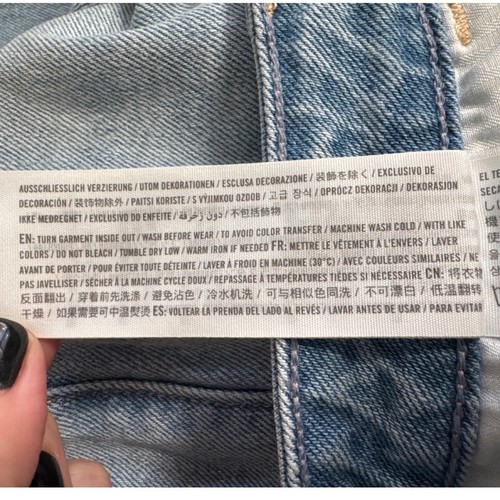 AUSSCHLIESSLICH VERZIERUNG / UTOM DEKORATIONEN / ESCLUSA DECORAZIONE / 装飾を除く / EXCLUSIVO DE
DECORACIÓN / 装饰物除外 / PAITSI KORISTE / S VÝJIMKOU OZDOB / 고급 장식 / OPRÓCZ DEKORACJI / DEKORASJON
IKKE MEDREGNET / EXCLUSIVO DO ENFEITE / دون زخرفة / 不包括飾物
EN: TURN GARMENT INSIDE OUT / WASH BEFORE WEAR / TO AVOID COLOR TRANSFER / MACHINE WASH COLD / WITH LIKE
COLORS / DO NOT BLEACH / TUMBLE DRY LOW / WARM IRON IF NEEDED FR: METTRE LE VÊTEMENT À L'ENVERS / LAVER
AVANT DE PORTER / POUR ÉVITER TOUTE DÉTEINTE / LAVER À FROID EN MACHINE (30°C) / AVEC COULEURS SIMILAIRES / NE
PAS JAVELLISER / SÉCHER À LA MACHINE CYCLE DOUX / REPASSAGE À TEMPÉRATURES TIÈDES SI NÉCESSAIRE CN: 将衣物
反面翻出 / 穿着前先洗涤 / 避免沾色 / 冷水机洗 / 可与相似色同洗 / 不可漂白 / 低温翻转
干燥 / 如果需要可中温熨烫 ES: VOLTEAR LA PRENDA DEL LADO AL REVÉS / LAVAR ANTES DE USAR / PARA EVITAR
EL TE
SECA